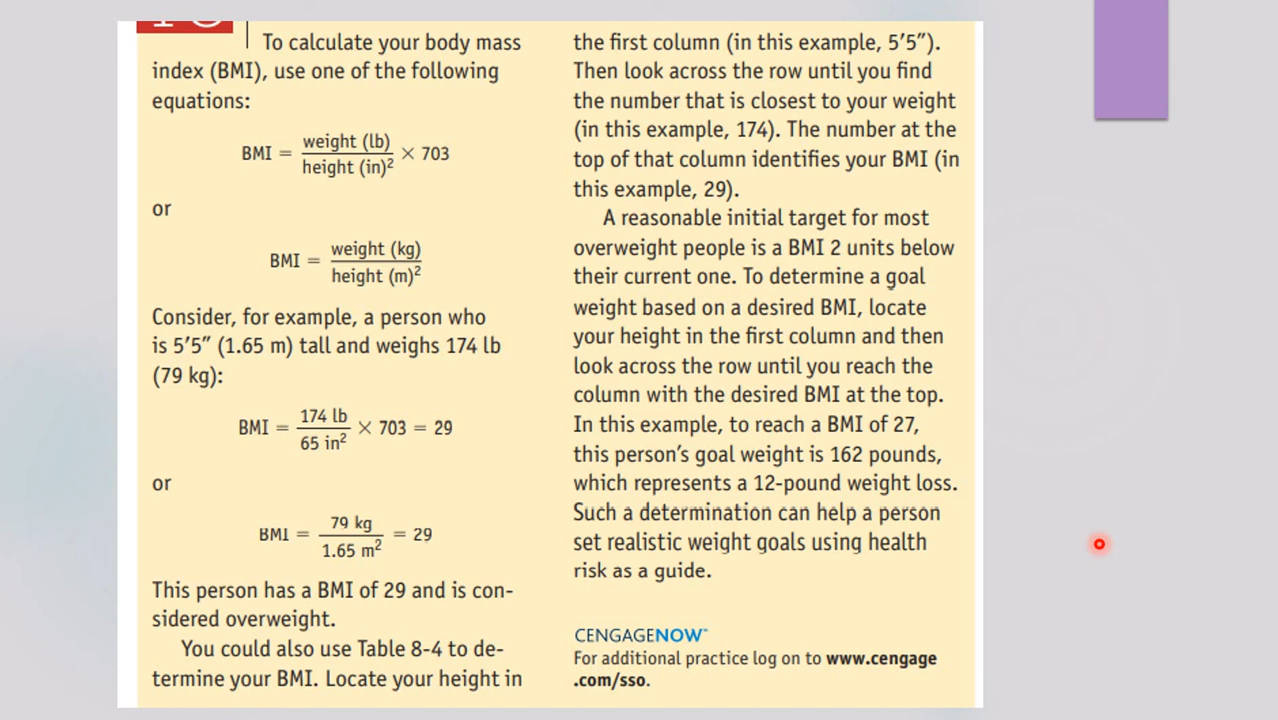 To calculate your body mass
index (BMI), use one of the following
equations:
BMI = weight (lb) / height (in)² × 703
or
BMI = weight (kg) / height (m)²
Consider, for example, a person who
is 5′5″ (1.65 m) tall and weighs 174 lb
(79 kg):
BMI = 174 lb / 65 in² × 703 = 29
or
BMI = 79 kg / 1.65 m² = 29
This person has a BMI of 29 and is con-
sidered overweight.
You could also use Table 8-4 to de-
termine your BMI. Locate your height in
the first column (in this example, 5′5″).
Then look across the row until you find
the number that is closest to your weight
(in this example, 174). The number at the
top of that column identifies your BMI (in
this example, 29).
A reasonable initial target for most
overweight people is a BMI 2 units below
their current one. To determine a goal
weight based on a desired BMI, locate
your height in the first column and then
look across the row until you reach the
column with the desired BMI at the top.
In this example, to reach a BMI of 27,
this person's goal weight is 162 pounds,
which represents a 12-pound weight loss.
Such a determination can help a person
set realistic weight goals using health
risk as a guide.
CENGAGENOW™
For additional practice log on to www.cengage
.com/sso.